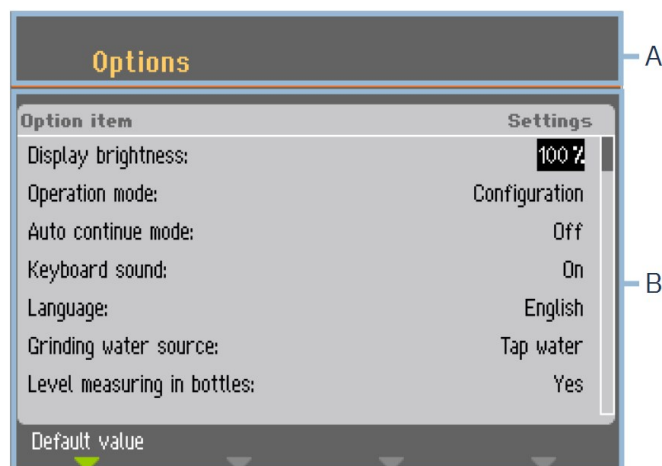 Options
A
Option item Settings
Display brightness: 100 %
Operation mode: Configuration
Auto continue mode: Off
Keyboard sound: On
Language: English
B
Grinding water source: Tap water
Level measuring in bottles: Yes
Default value